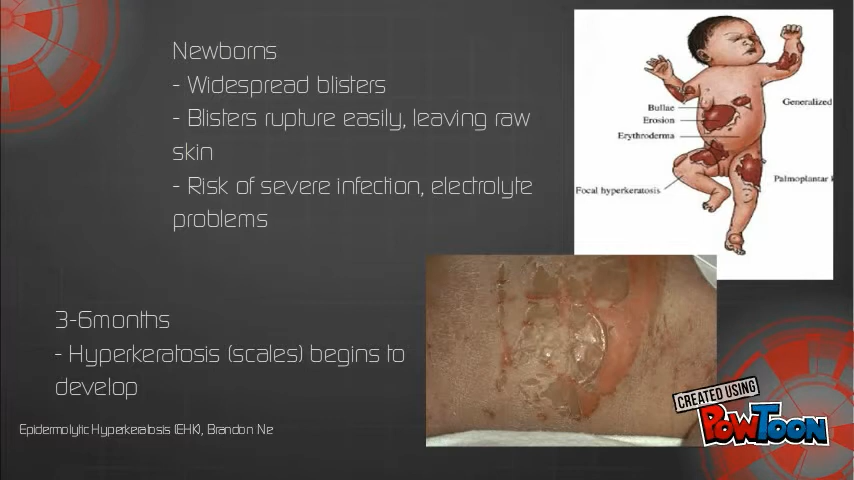 Newborns
- Widespread blisters
- Blisters rupture easily, leaving raw
skin
- Risk of severe infection, electrolyte
problems
Bullae
Erosion
Erythroderma
Generalized
Focal hyperkeratosis
Palmoplantar
3-6months
- Hyperkeratosis (scales) begins to
develop
Epidermolytic Hyperkeratosis (EHK), Brandon Ne
CREATED USING
POWTOON